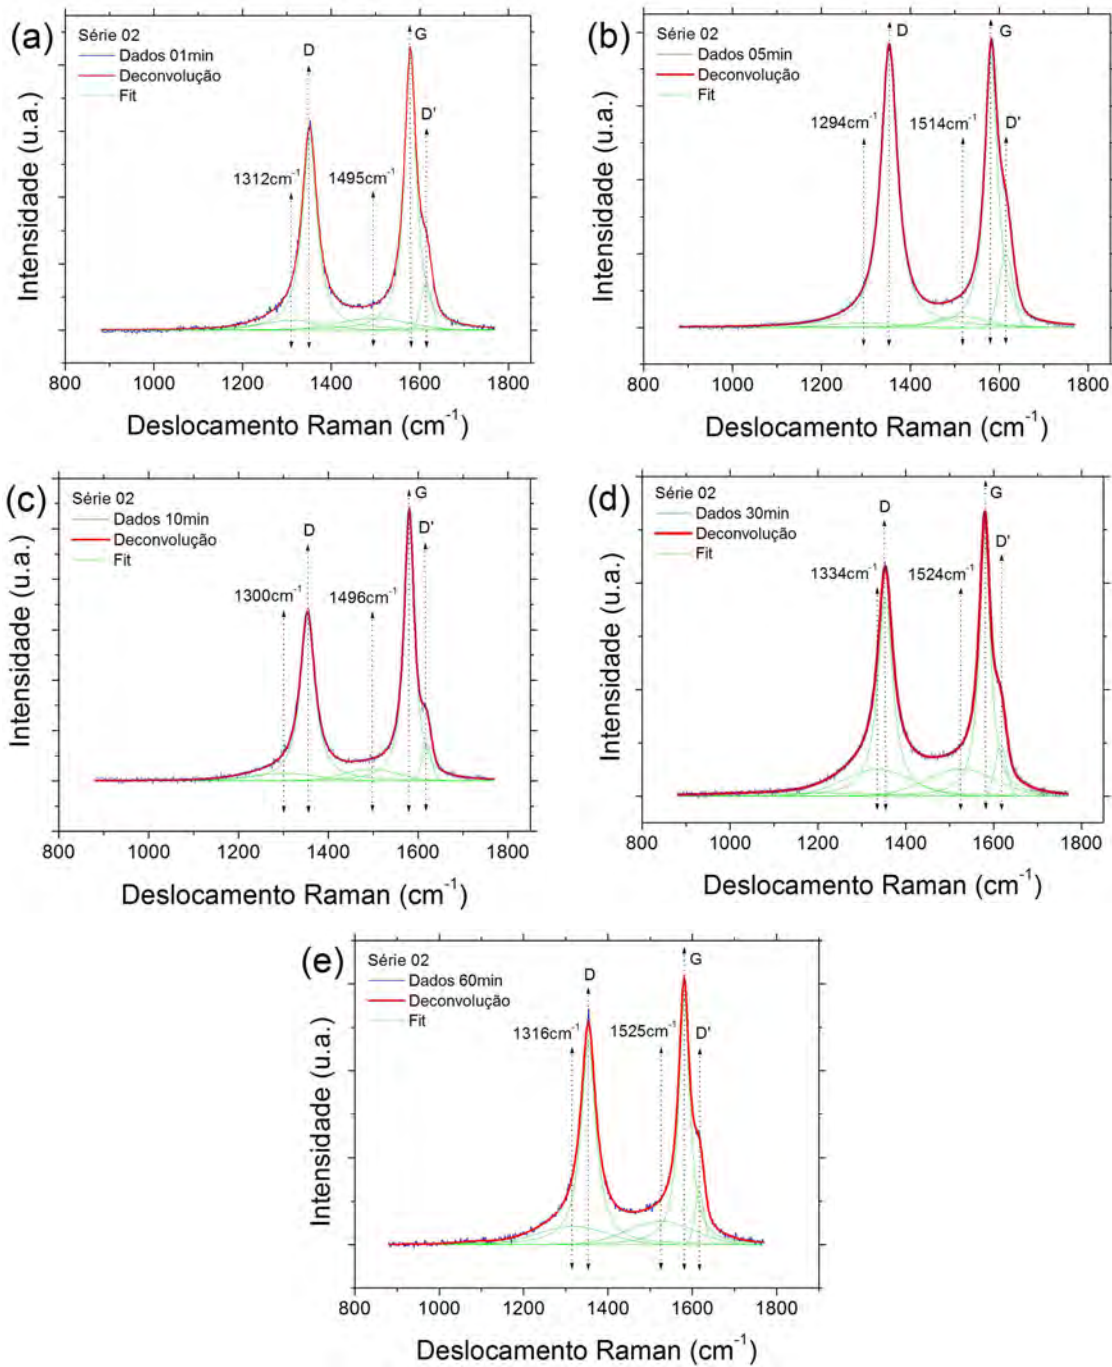 (a)
Série 02
Dados 01min
Deconvolução
Fit
D
G
D'
1312cm⁻¹
1495cm⁻¹
Intensidade (u.a.)
800 1000 1200 1400 1600 1800
Deslocamento Raman (cm⁻¹)
(b)
Série 02
Dados 05min
Deconvolução
Fit
D
G
D'
1294cm⁻¹
1514cm⁻¹
Intensidade (u.a.)
800 1000 1200 1400 1600 1800
Deslocamento Raman (cm⁻¹)
(c)
Série 02
Dados 10min
Deconvolução
Fit
D
G
D'
1300cm⁻¹
1496cm⁻¹
Intensidade (u.a.)
800 1000 1200 1400 1600 1800
Deslocamento Raman (cm⁻¹)
(d)
Série 02
Dados 30min
Deconvolução
Fit
D
G
D'
1334cm⁻¹
1524cm⁻¹
Intensidade (u.a.)
800 1000 1200 1400 1600 1800
Deslocamento Raman (cm⁻¹)
(e)
Série 02
Dados 60min
Deconvolução
Fit
D
G
D'
1316cm⁻¹
1525cm⁻¹
Intensidade (u.a.)
800 1000 1200 1400 1600 1800
Deslocamento Raman (cm⁻¹)